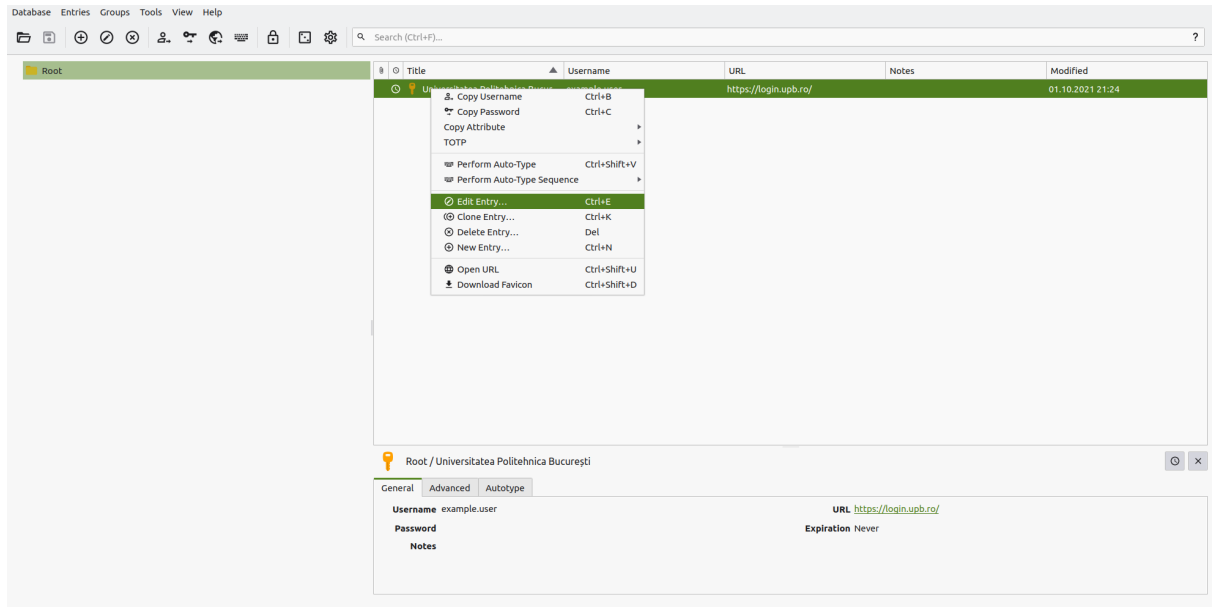 Database Entries Groups Tools View Help
Search (Ctrl+F)...
?
Root
Title Username URL Notes Modified
https://login.upb.ro/ 01.10.2021 21:24
Copy Username Ctrl+B
Copy Password Ctrl+C
Copy Attribute
TOTP
Perform Auto-Type Ctrl+Shift+V
Perform Auto-Type Sequence
Edit Entry... Ctrl+E
Clone Entry... Ctrl+K
Delete Entry... Del
New Entry... Ctrl+N
Open URL Ctrl+Shift+U
Download Favicon Ctrl+Shift+D
Root / Universitatea Politehnica București
General Advanced Autotype
Username example.user URL https://login.upb.ro/
Password Expiration Never
Notes